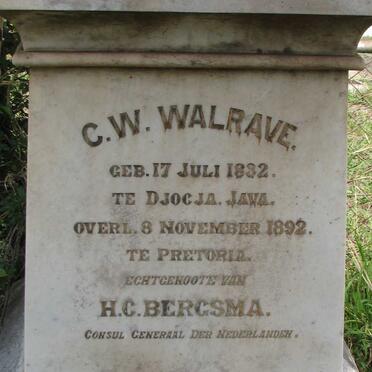 C. W. WALRAVE.
GEB. 17 JULI 1832.
TE DJOCJA. JAVA.
OVERL. 8 NOVEMBER 1892.
TE PRETORIA.
ECHTGENOOTE VAN
H. C. BERGSMA.
CONSUL GENERAAL DER NEDERLANDEN.